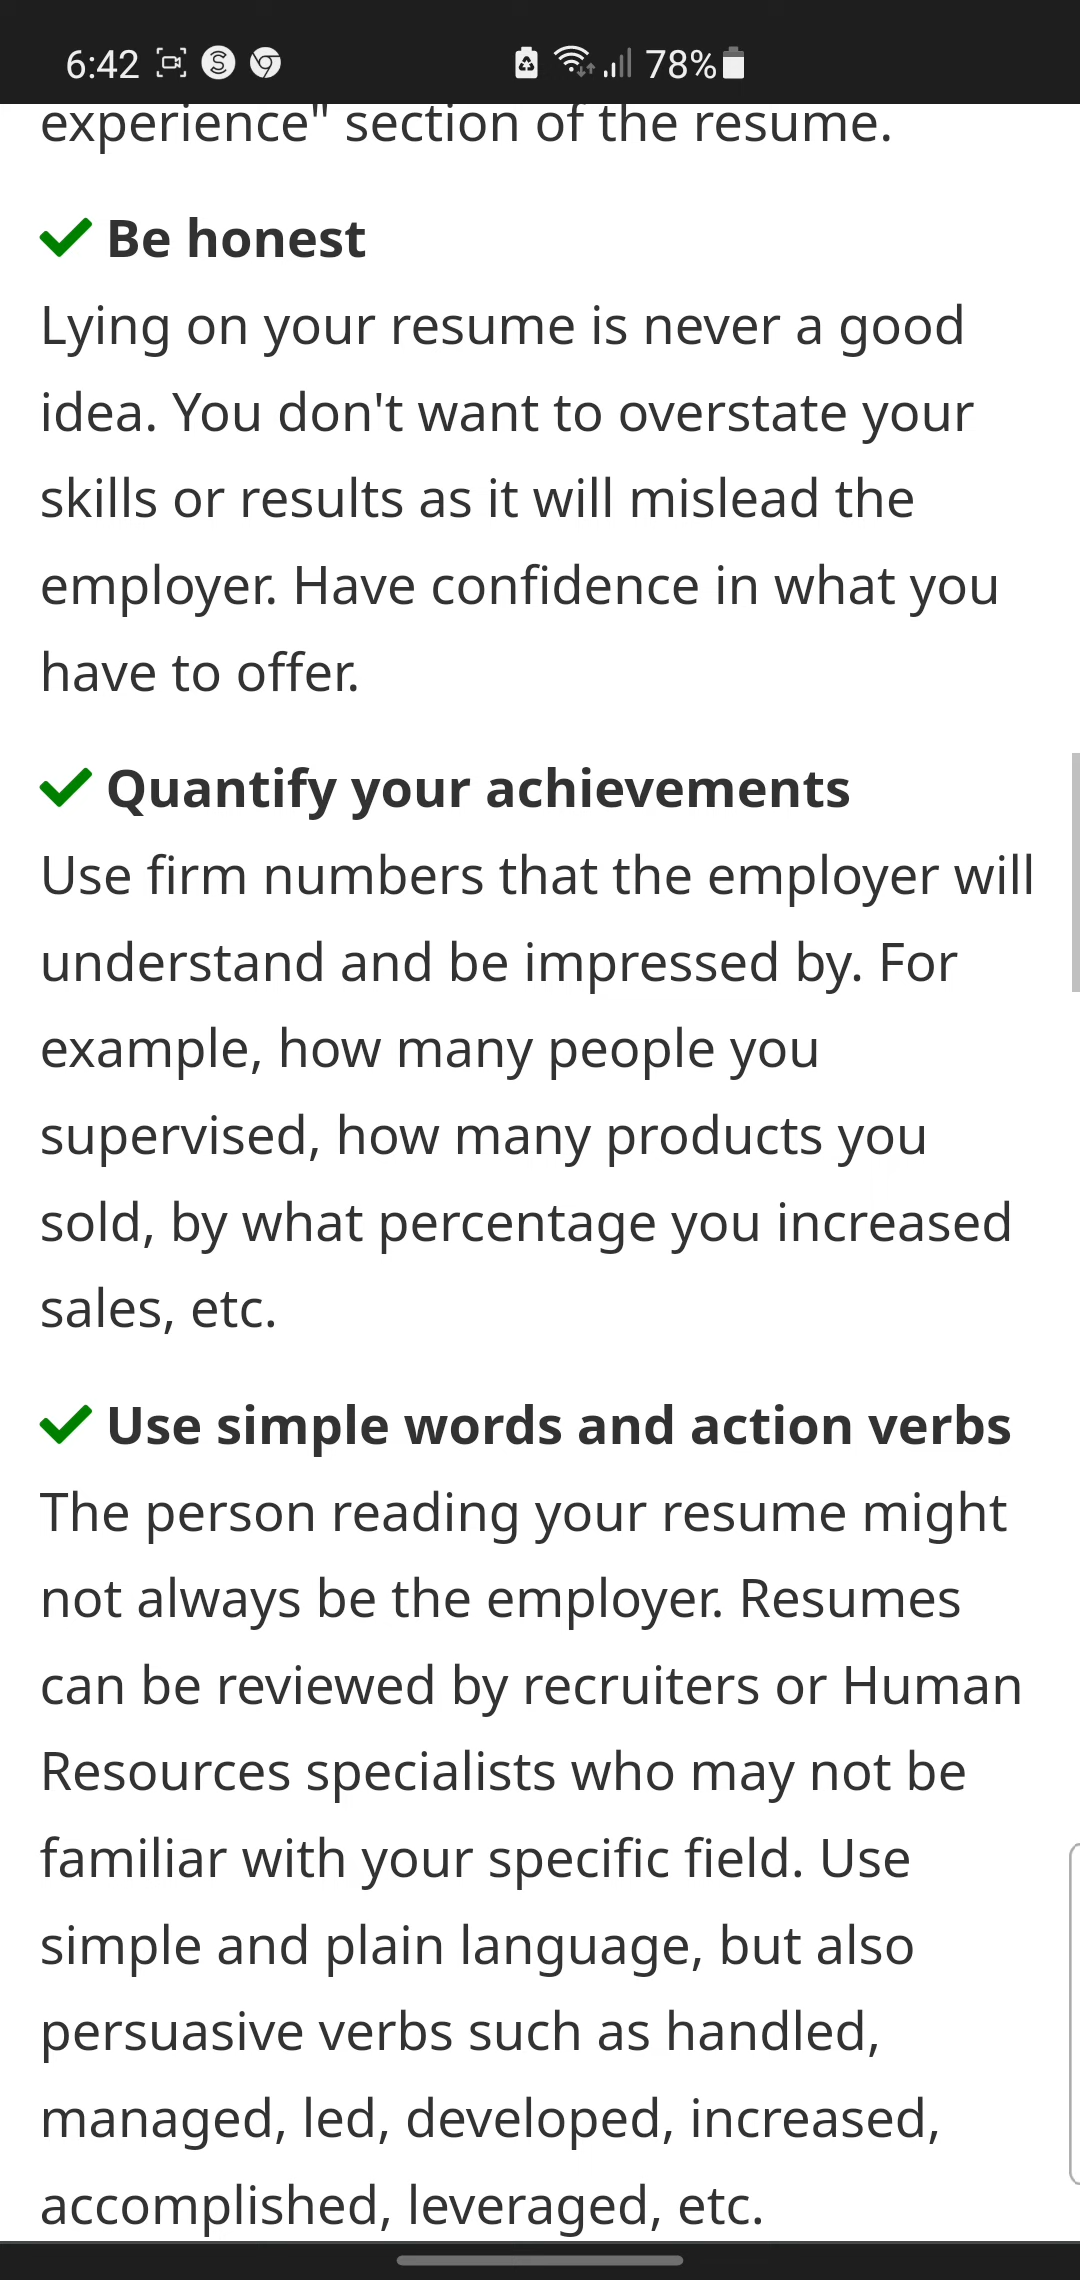 6:42
78%
experience" section of the resume.
Be honest
Lying on your resume is never a good
idea. You don't want to overstate your
skills or results as it will mislead the
employer. Have confidence in what you
have to offer.
Quantify your achievements
Use firm numbers that the employer will
understand and be impressed by. For
example, how many people you
supervised, how many products you
sold, by what percentage you increased
sales, etc.
Use simple words and action verbs
The person reading your resume might
not always be the employer. Resumes
can be reviewed by recruiters or Human
Resources specialists who may not be
familiar with your specific field. Use
simple and plain language, but also
persuasive verbs such as handled,
managed, led, developed, increased,
accomplished, leveraged, etc.